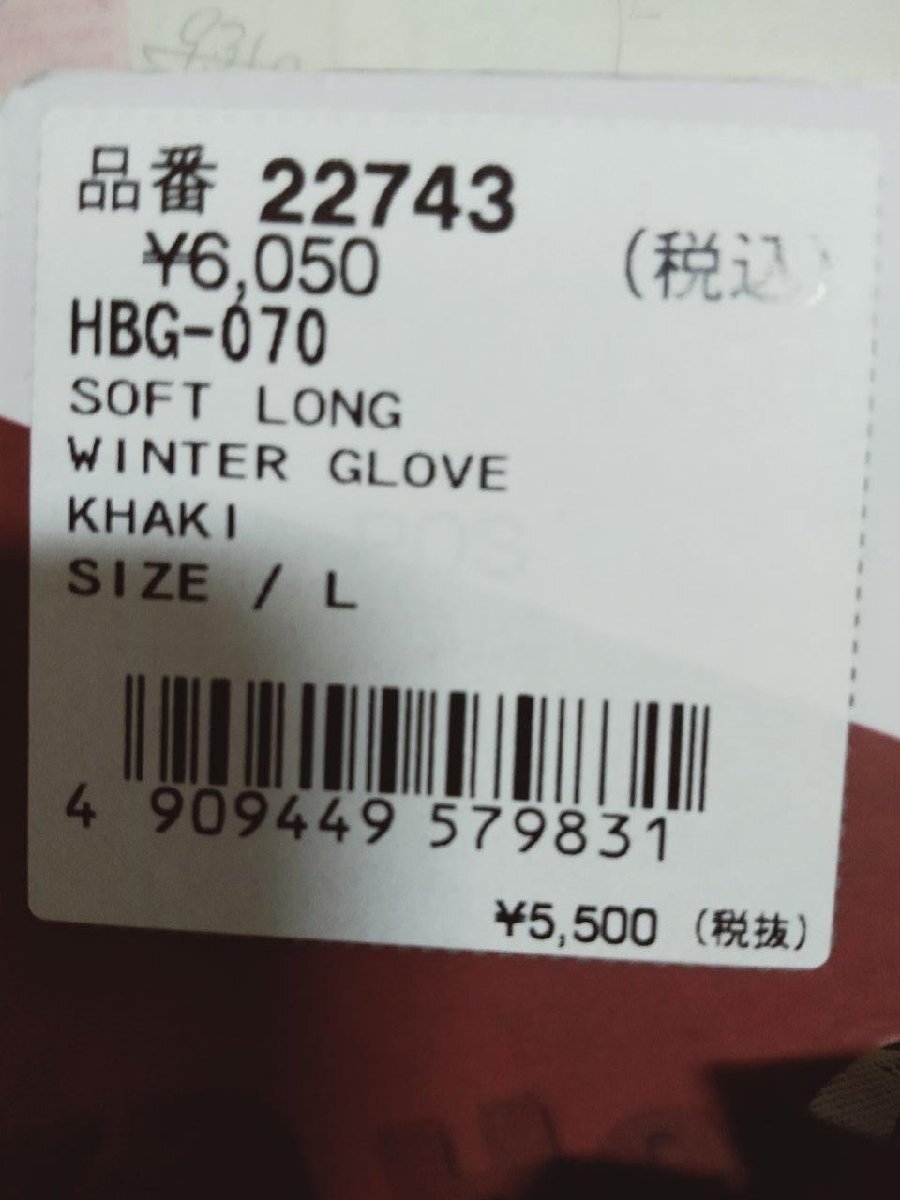 品番 22743
¥6,050 (税込)
HBG-070
SOFT LONG
WINTER GLOVE
KHAKI
SIZE / L
4 909449 579831
¥5,500 (税抜)